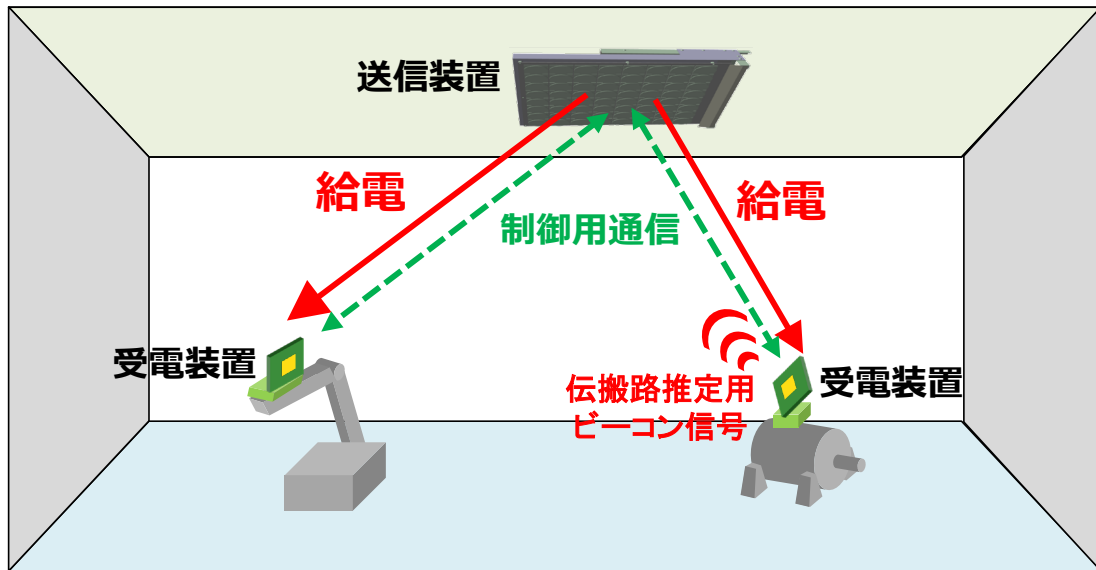 送信装置
給電
給電
制御用通信
受電装置
伝搬路推定用
ビーコン信号
受電装置